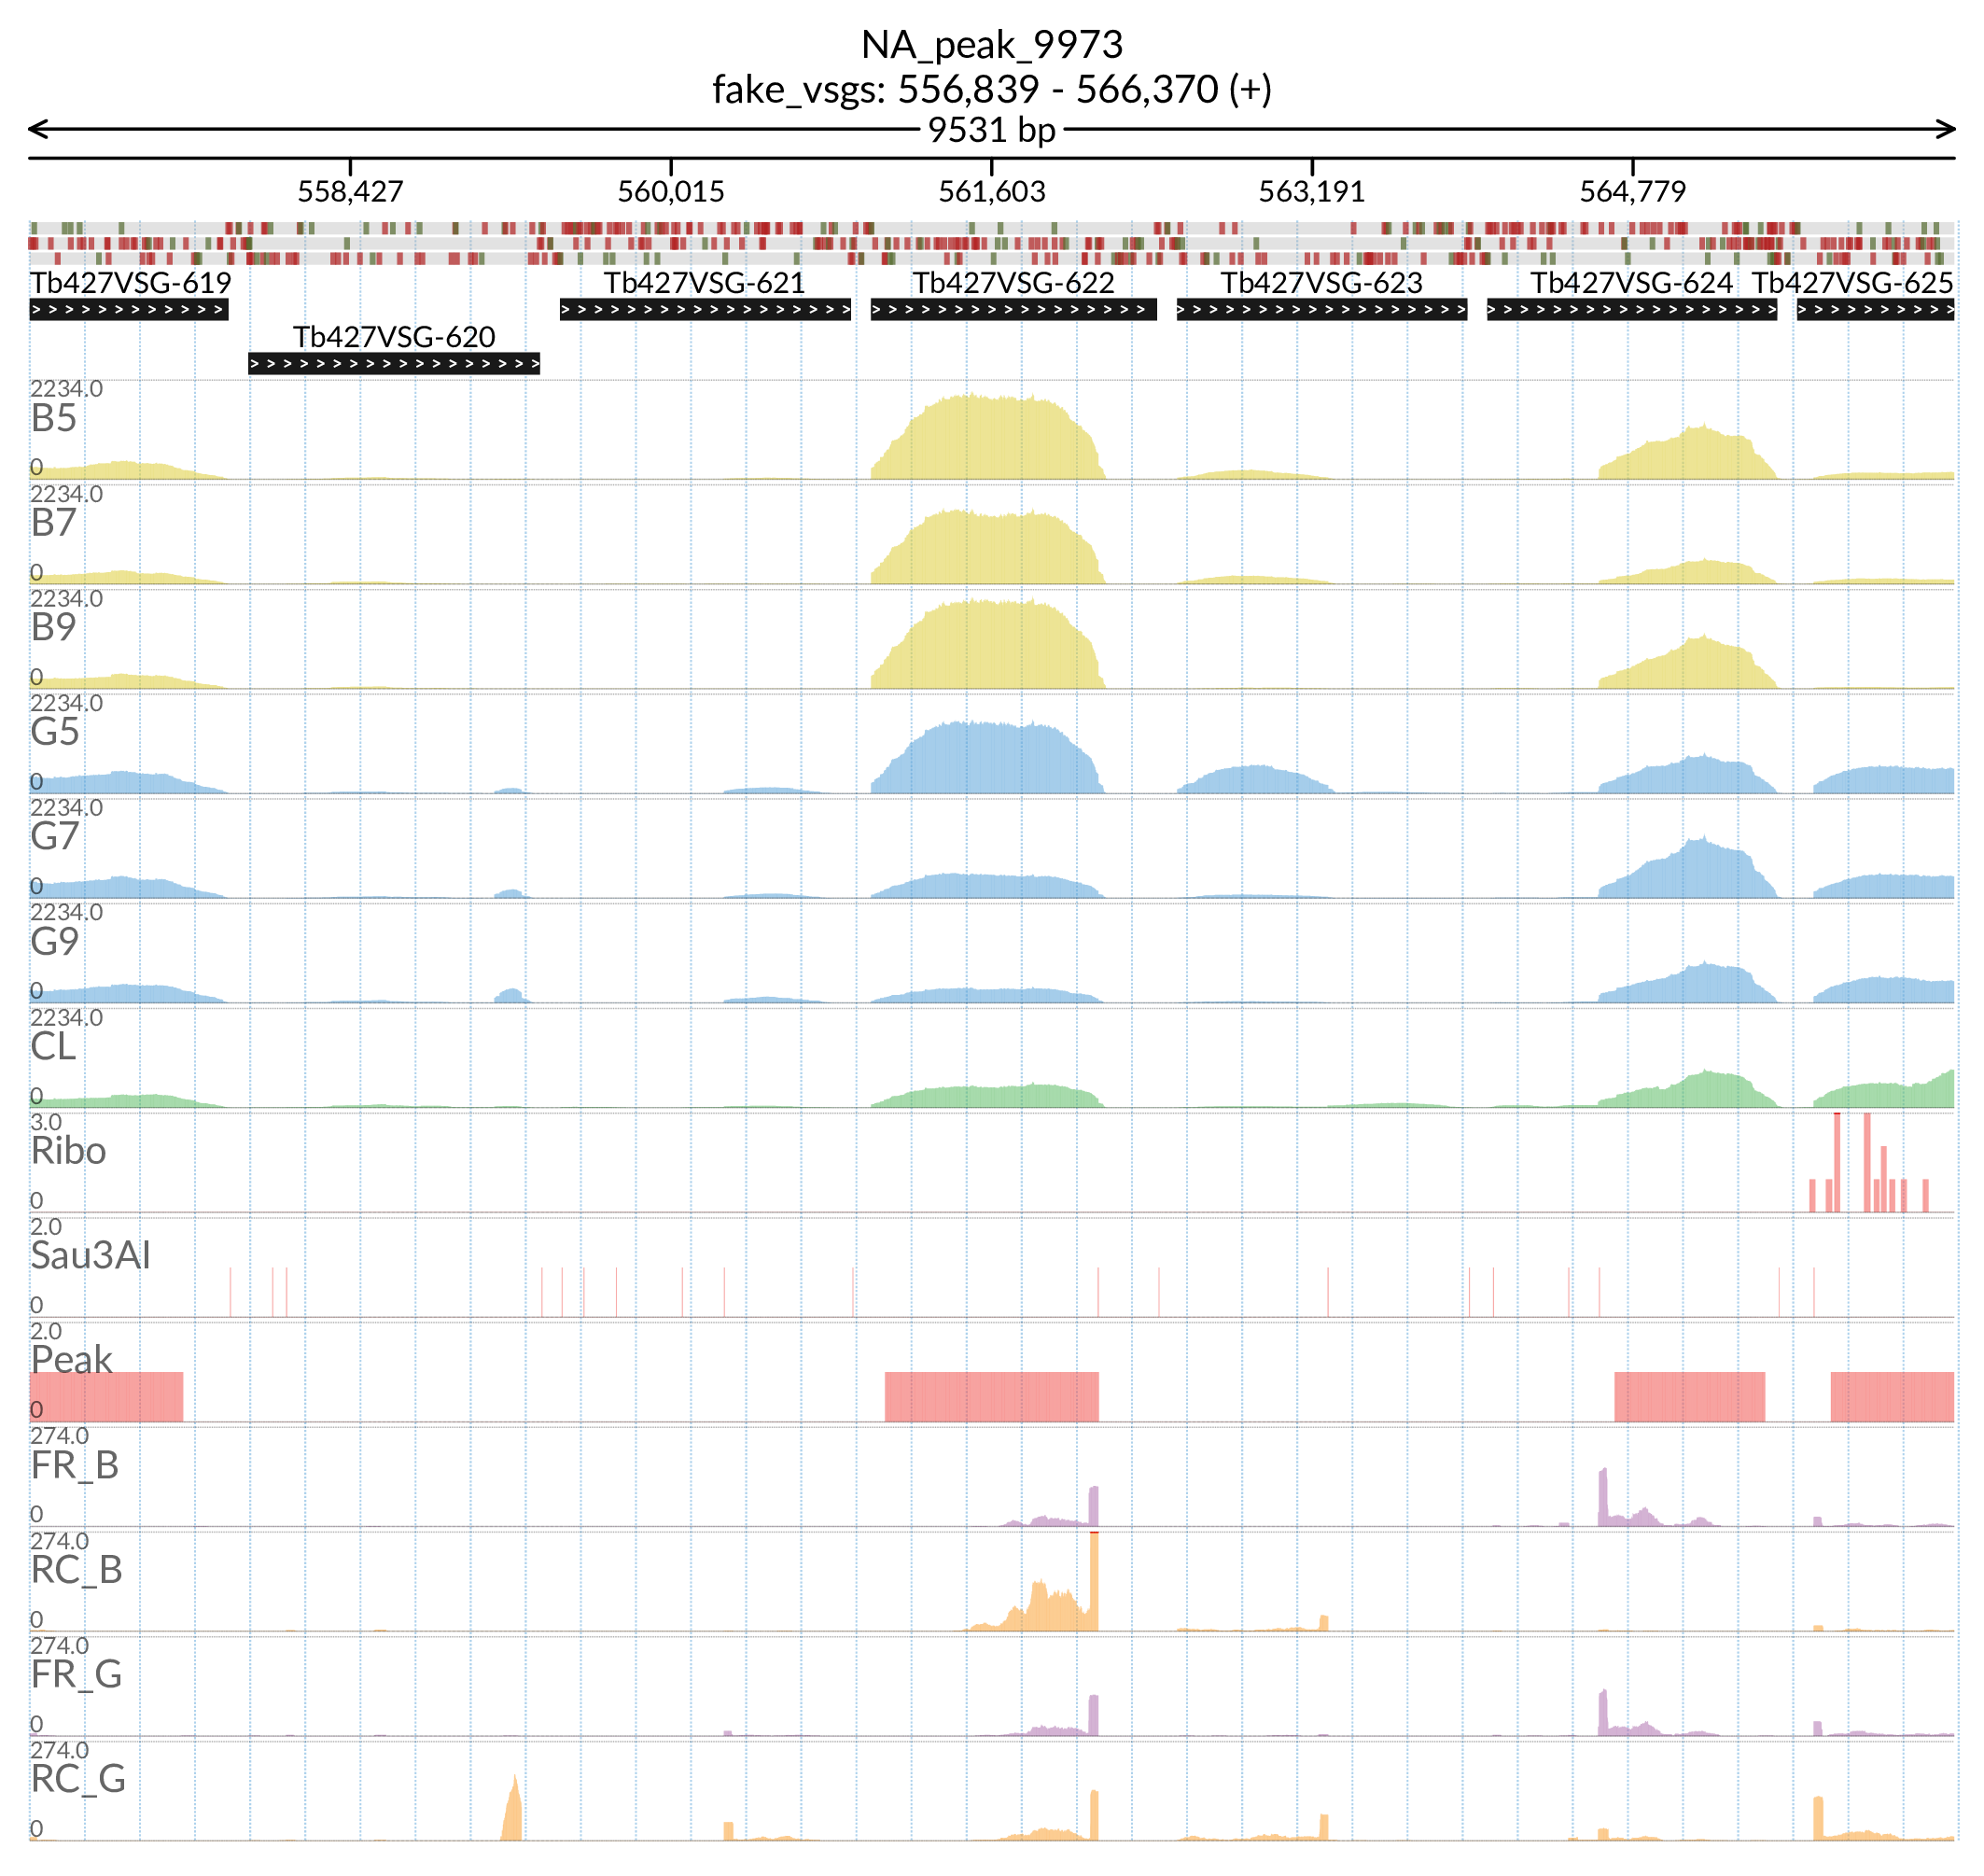 NA_peak_9973
fake_vsgs: 556,839 - 566,370 (+)
9531 bp
558,427 560,015 561,603 563,191 564,779
Tb427VSG-619 Tb427VSG-621 Tb427VSG-622 Tb427VSG-623 Tb427VSG-624 Tb427VSG-625
Tb427VSG-620
2234.0
B5
0
2234.0
B7
0
2234.0
B9
0
2234.0
G5
0
2234.0
G7
0
2234.0
G9
0
2234.0
CL
0
3.0
Ribo
0
2.0
Sau3AI
0
2.0
Peak
0
274.0
FR_B
0
274.0
RC_B
0
274.0
FR_G
0
274.0
RC_G
0